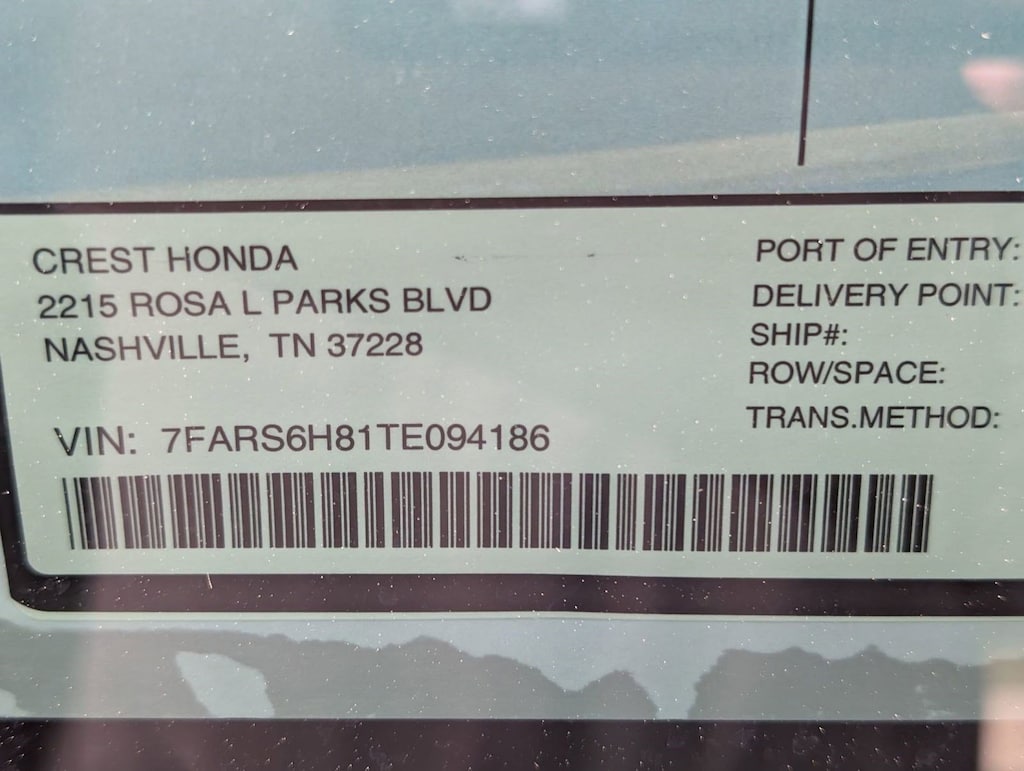 CREST HONDA
2215 ROSA L PARKS BLVD
NASHVILLE, TN 37228
VIN: 7FARS6H81TE094186
PORT OF ENTRY:
DELIVERY POINT:
SHIP#:
ROW/SPACE:
TRANS.METHOD: